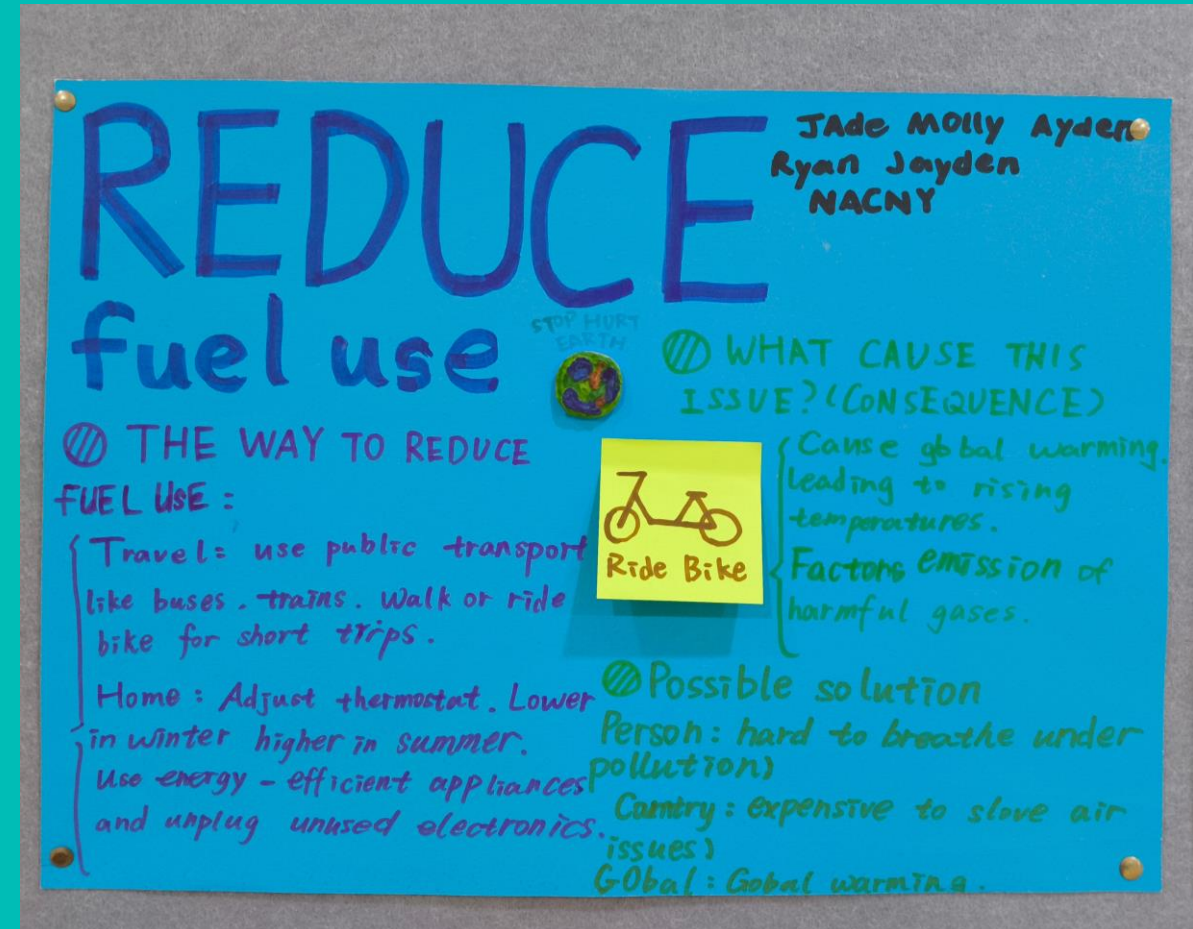 REDUCE
fuel use
JAde Molly Ayden
Ryan Jayden
NACNY
STOP HURT
EARTH
THE WAY TO REDUCE
FUEL USE :
Travel: use public transport
like buses . trains . Walk or ride
bike for short trips .
Home : Adjust thermostat . Lower
in winter higher in summer .
Use energy - efficient appliances
and unplug unused electronics .
Ride Bike
WHAT CAUSE THIS
ISSUE? (CONSEQUENCE)
Cause global warming.
leading to rising
temperatures .
Factors emission of
harmful gases .
Possible solution
Person : hard to breathe under
pollution)
Country : expensive to slove air
issues)
GObal : Gobal warming .